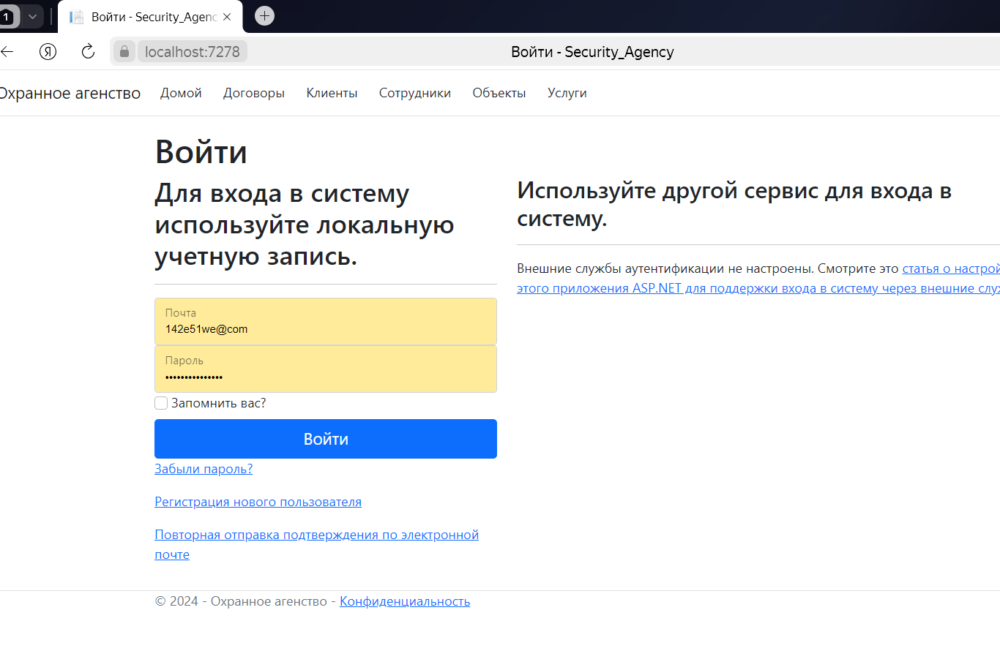 1
Войти - Security_Agenc
Я
localhost:7278
Войти - Security_Agency
Охранное агенство
Домой
Договоры
Клиенты
Сотрудники
Объекты
Услуги
Войти
Для входа в систему
используйте локальную
учетную запись.
Почта
142e51we@com
Пароль
•••••••••••••••
Запомнить вас?
Войти
Забыли пароль?
Регистрация нового пользователя
Повторная отправка подтверждения по электронной
почте
Используйте другой сервис для входа в
систему.
Внешние службы аутентификации не настроены. Смотрите это статья о настрой
этого приложения ASP.NET для поддержки входа в систему через внешние слу
© 2024 - Охранное агенство - Конфиденциальность